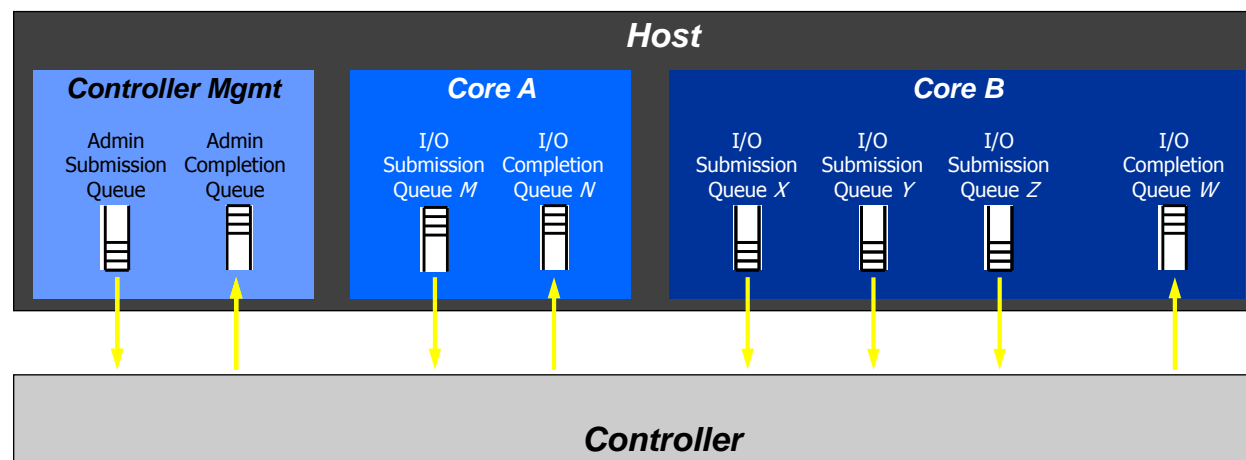 Host
Controller Mgmt
Admin
Submission
Queue
Admin
Completion
Queue
Core A
I/O
Submission
Queue M
I/O
Completion
Queue N
Core B
I/O
Submission
Queue X
I/O
Submission
Queue Y
I/O
Submission
Queue Z
I/O
Completion
Queue W
Controller